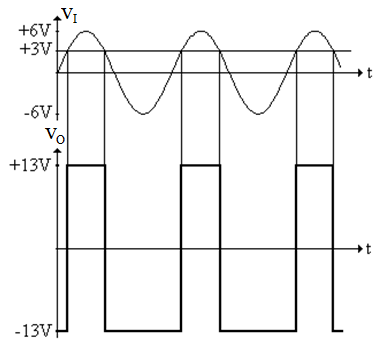 V_I
+6V
+3V
t
-6V
V_O
+13V
t
-13V